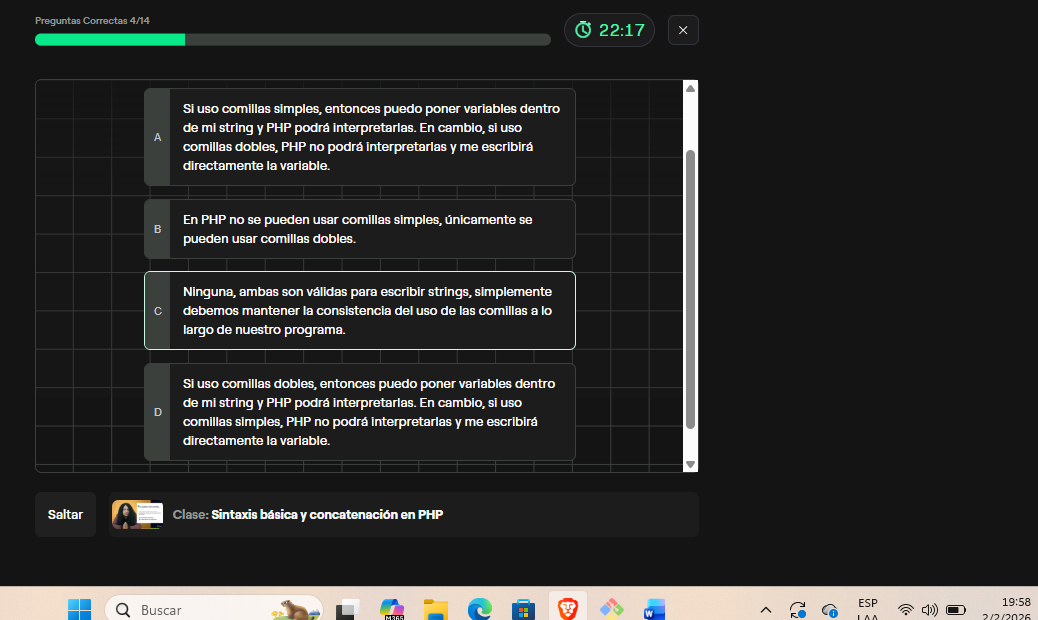 Preguntas Correctas 4/14
22:17
A
Si uso comillas simples, entonces puedo poner variables dentro
de mi string y PHP podrá interpretarlas. En cambio, si uso
comillas dobles, PHP no podrá interpretarlas y me escribirá
directamente la variable.
B
En PHP no se pueden usar comillas simples, únicamente se
pueden usar comillas dobles.
C
Ninguna, ambas son válidas para escribir strings, simplemente
debemos mantener la consistencia del uso de las comillas a lo
largo de nuestro programa.
D
Si uso comillas dobles, entonces puedo poner variables dentro
de mi string y PHP podrá interpretarlas. En cambio, si uso
comillas simples, PHP no podrá interpretarlas y me escribirá
directamente la variable.
Saltar
Clase: Sintaxis básica y concatenación en PHP
Buscar
M365
W
ESP
LAA
19:58
2/2/2026